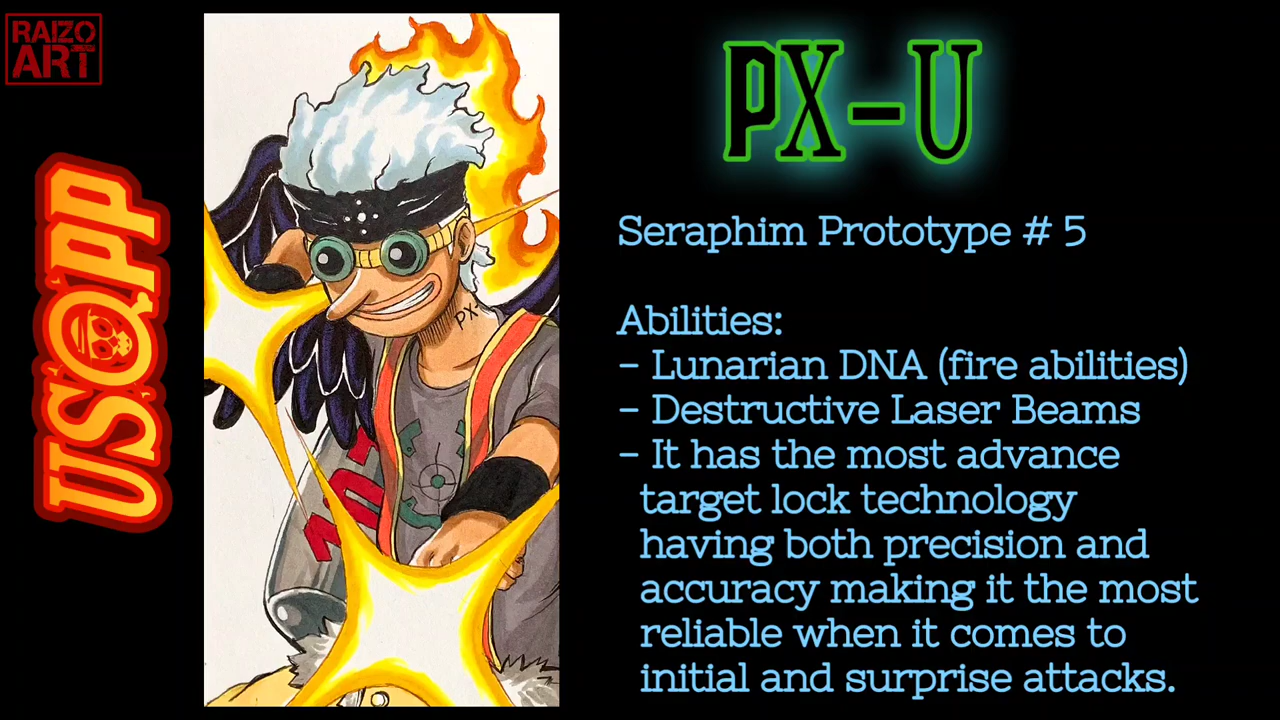 RAIZO
ART
USOPP
PX-
PX-U
Seraphim Prototype # 5
Abilities:
- Lunarian DNA (fire abilities)
- Destructive Laser Beams
- It has the most advance
target lock technology
having both precision and
accuracy making it the most
reliable when it comes to
initial and surprise attacks.